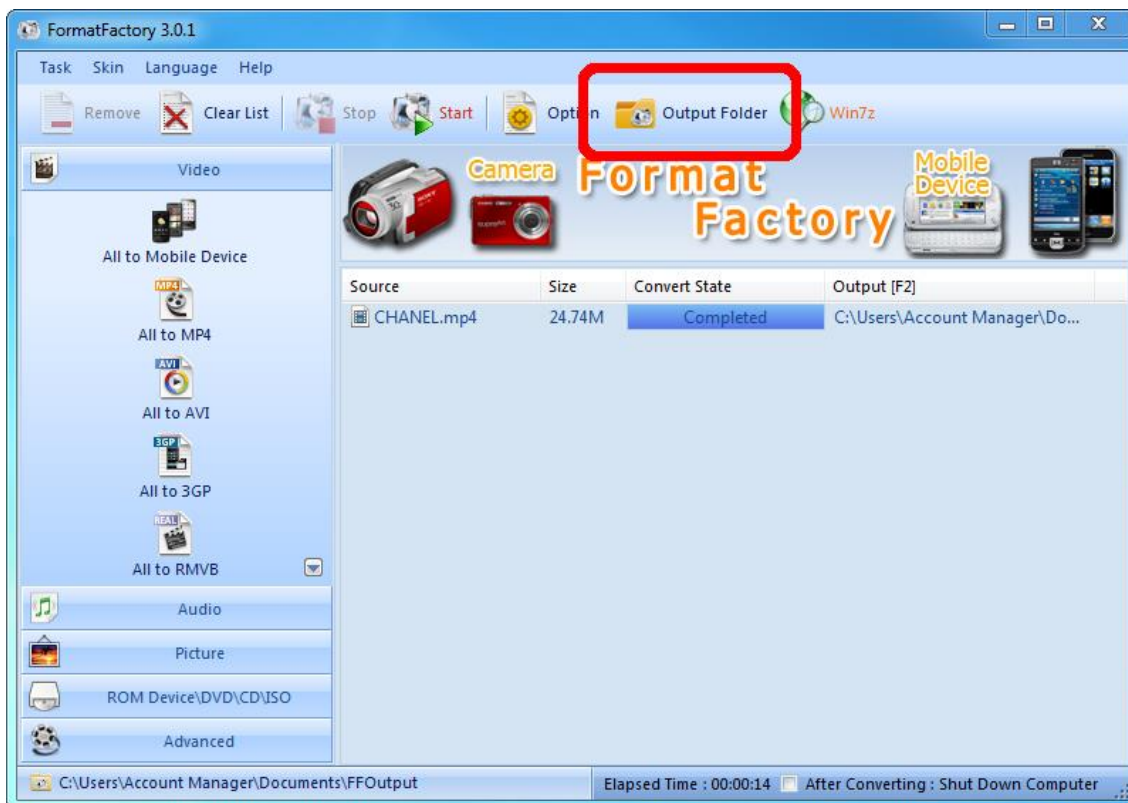 FormatFactory 3.0.1
Task Skin Language Help
Remove Clear List Stop Start Option Output Folder Win7z
Video
All to Mobile Device
MP4
All to MP4
AVI
All to AVI
3GP
All to 3GP
REAL
All to RMVB
Audio
Picture
ROM Device\DVD\CD\ISO
Advanced
Camera
Format
Factory
Mobile
Device
SONY
Source Size Convert State Output [F2]
CHANEL.mp4 24.74M Completed C:\Users\Account Manager\Do...
C:\Users\Account Manager\Documents\FFOutput Elapsed Time : 00:00:14 After Converting : Shut Down Computer